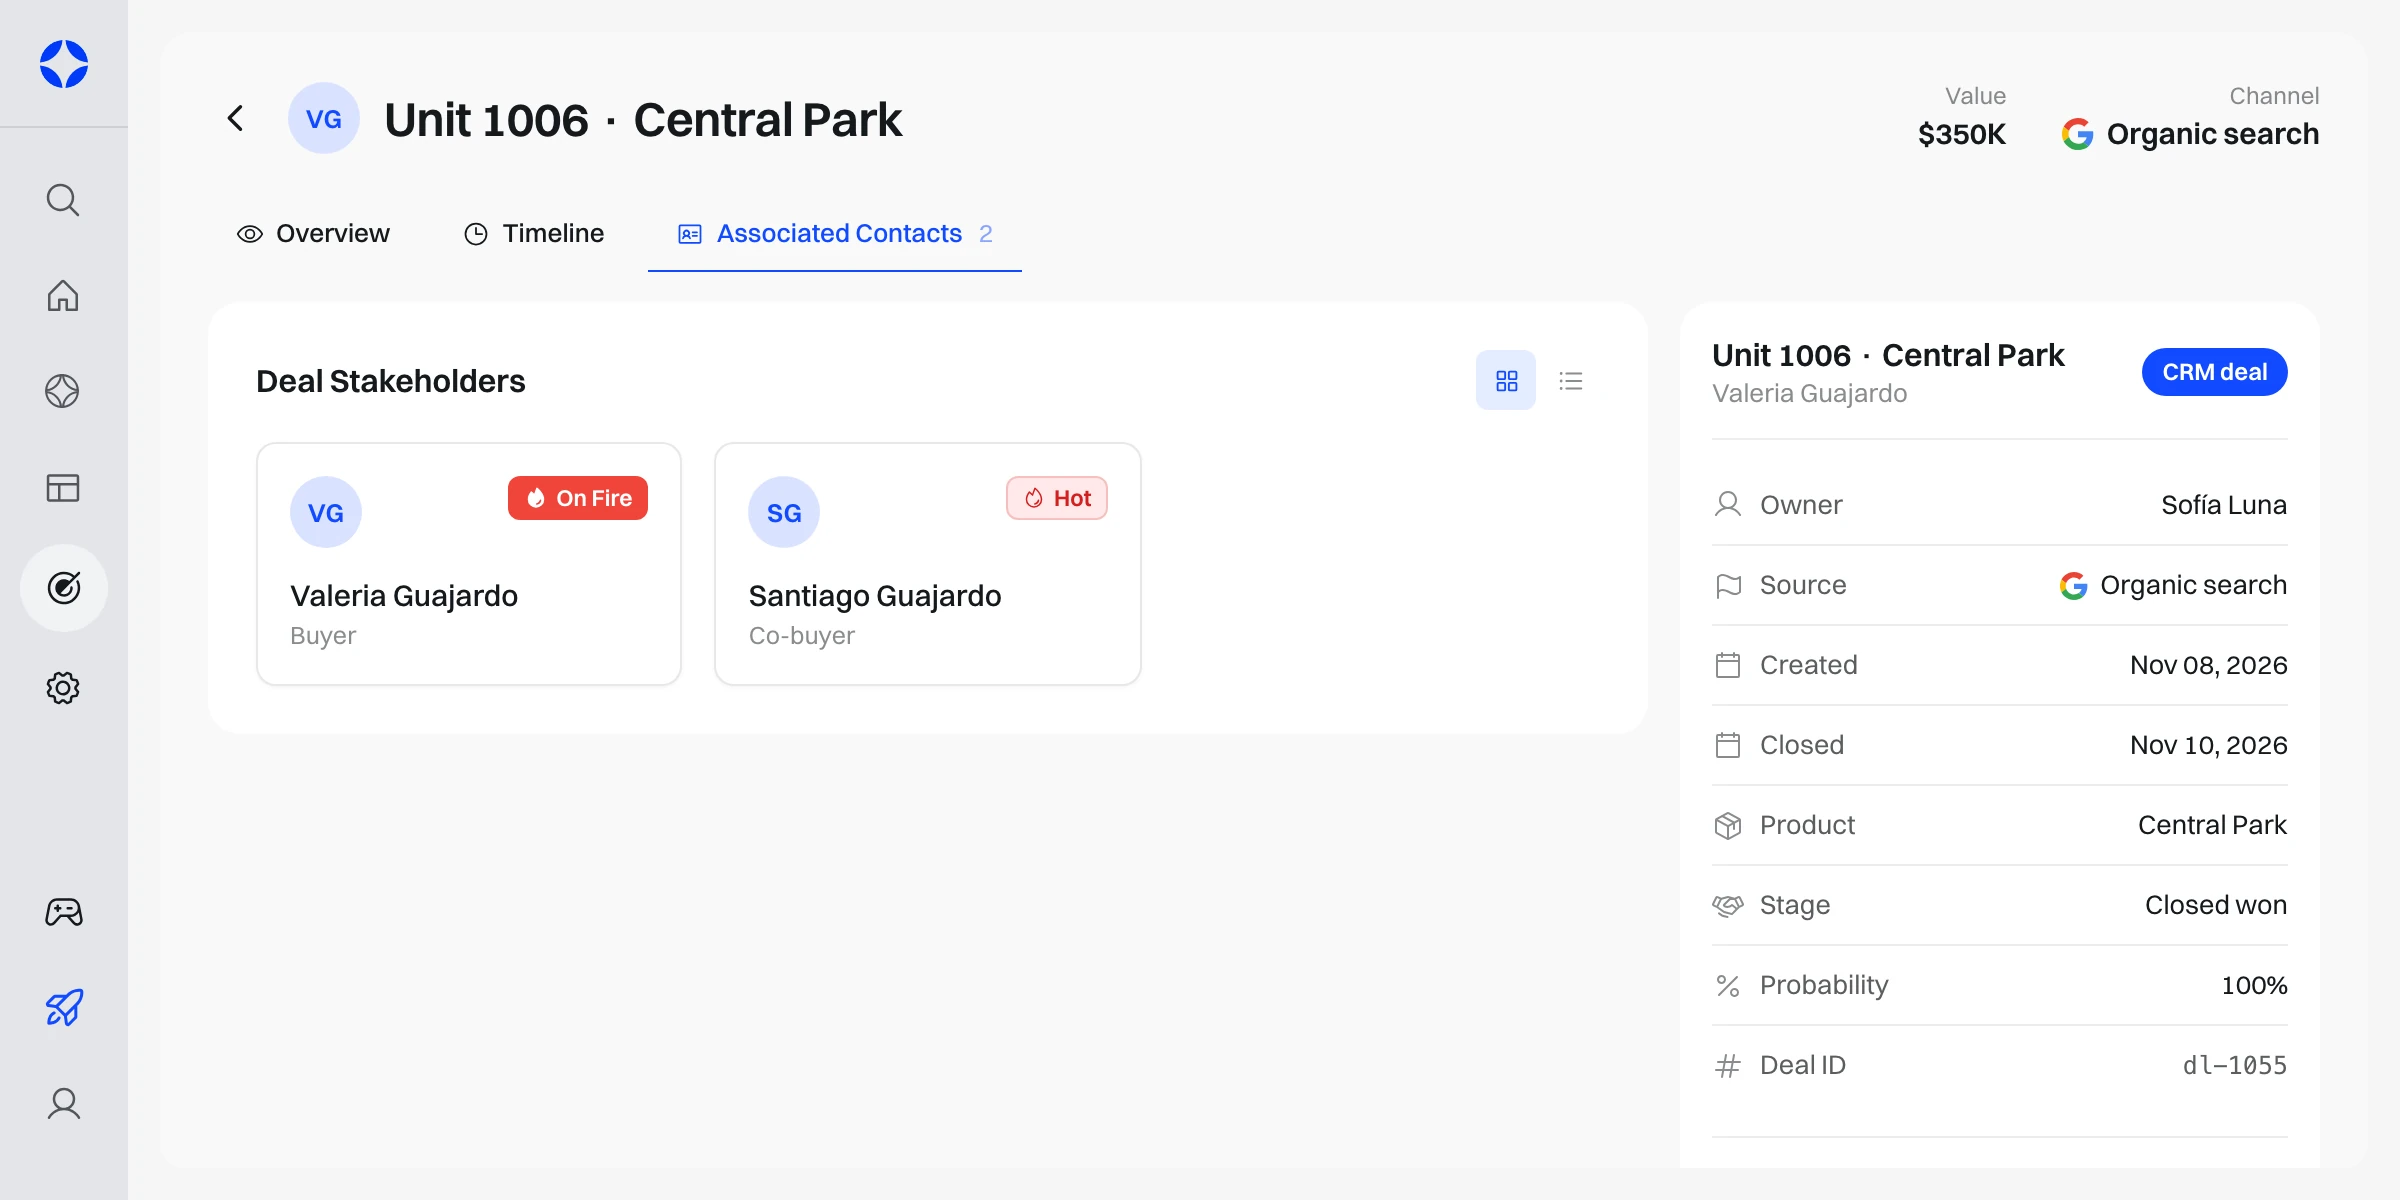 VG
Unit 1006 · Central Park
Value
$350K
Channel
Organic search
Overview
Timeline
Associated Contacts 2
Deal Stakeholders
VG
On Fire
Valeria Guajardo
Buyer
SG
Hot
Santiago Guajardo
Co-buyer
Unit 1006 · Central Park
Valeria Guajardo
CRM deal
Owner Sofía Luna
Source Organic search
Created Nov 08, 2026
Closed Nov 10, 2026
Product Central Park
Stage Closed won
Probability 100%
Deal ID dl-1055